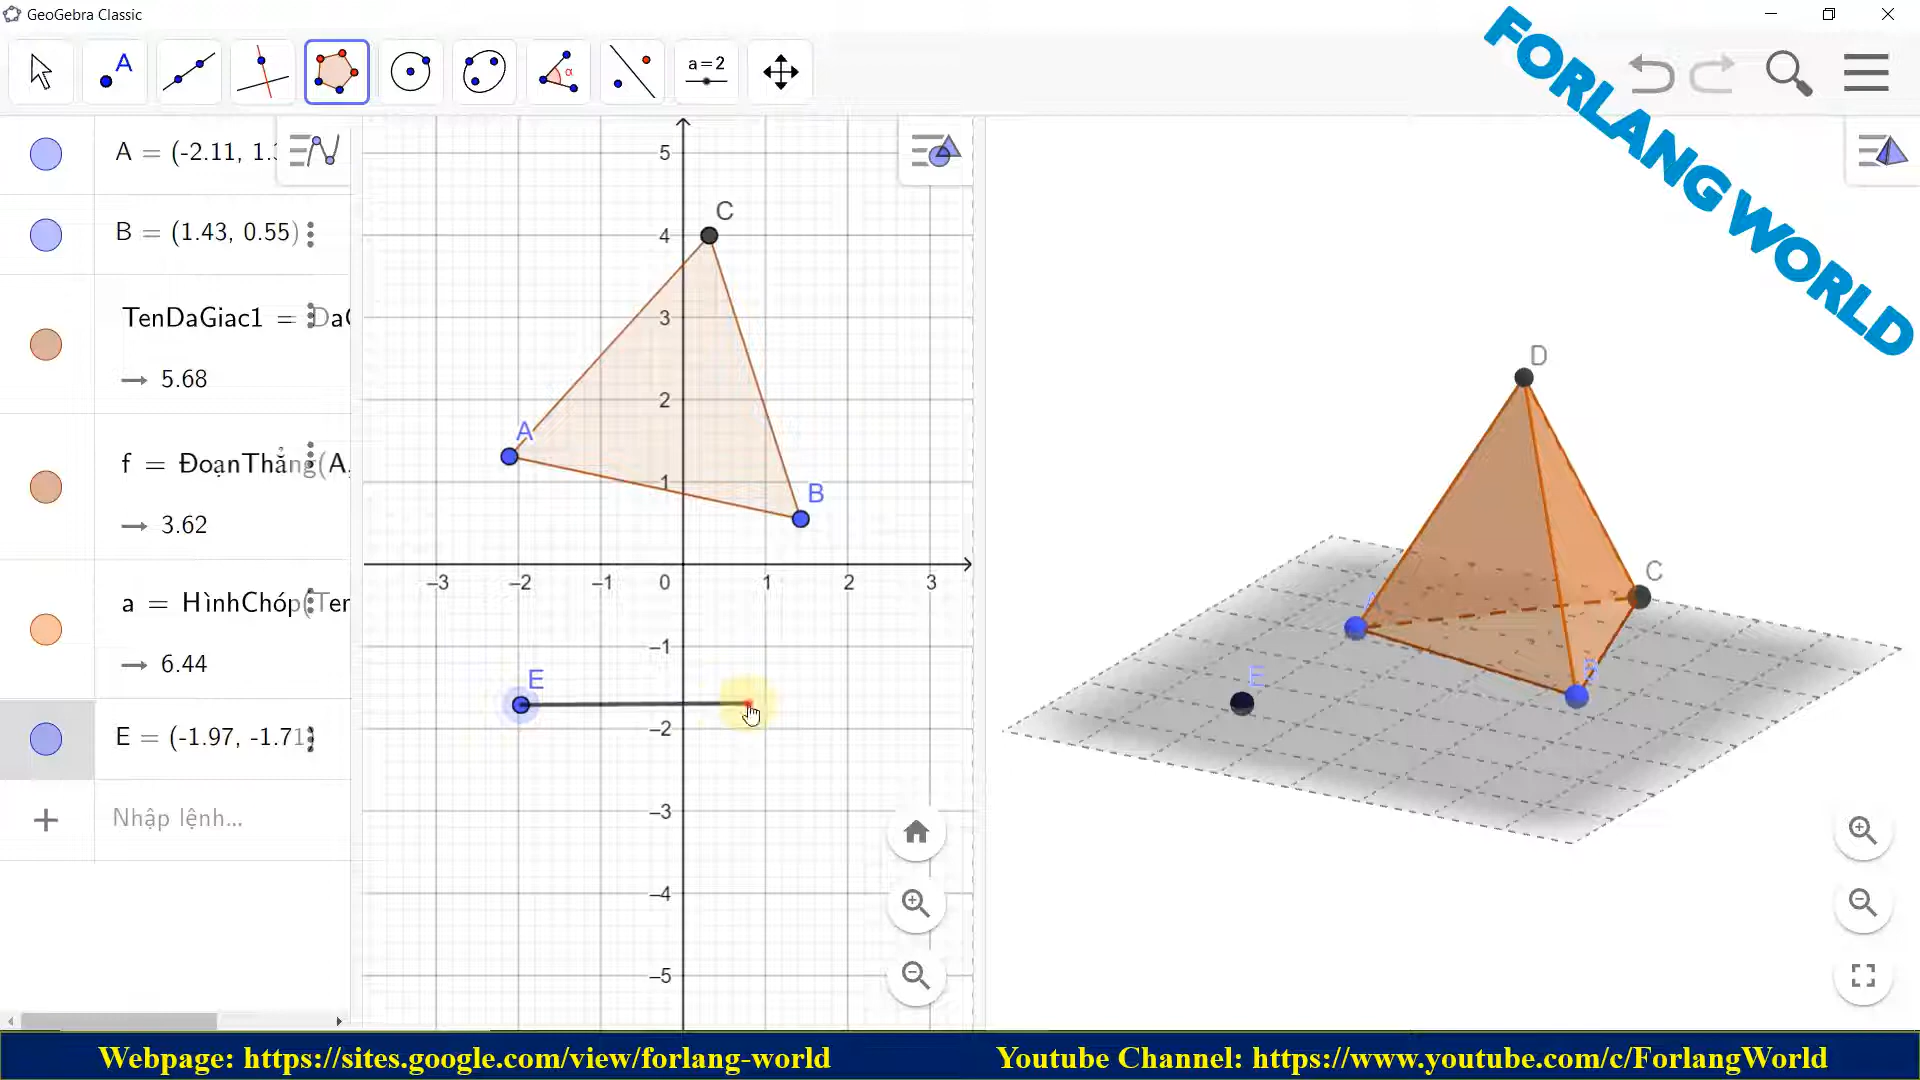 GeoGebra Classic
A
a = 2
α
FORLANG WORLD
A = (-2.11, 1.3
B = (1.43, 0.55)
TenDaGiac1 = DaG
→ 5.68
f = ĐoạnThẳng(A,
→ 3.62
a = HìnhChóp(Ter
→ 6.44
E = (-1.97, -1.71)
+ Nhập lệnh...
5
C
4
3
2
A
1
B
–3 –2 –1 0 1 2 3
–1
E
–2
–3
–4
–5
D
C
A
B
E
Webpage: https://sites.google.com/view/forlang-world
Youtube Channel: https://www.youtube.com/c/ForlangWorld